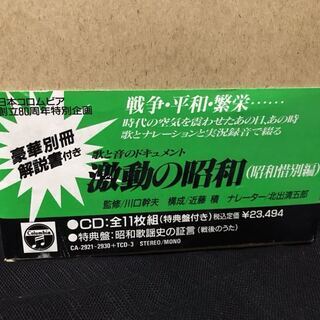 日本コロムビア
創立80周年特別企画
豪華別冊
解説書付き
戦争・平和・繁栄……
時代の空気を震わせたあの日、あの時
歌とナレーションと実況録音で綴る
歌と音のドキュメント
激動の昭和(昭和惜別編)
監修/川口幹夫 構成/近藤 積 ナレーター/北出清五郎
●CD:全11枚組(特典盤付き)税込定価¥23,494
●特典盤:昭和歌謡史の証言(戦後のうた)
CA-2921-2930+TCD-3 STEREO/MONO
Columbia